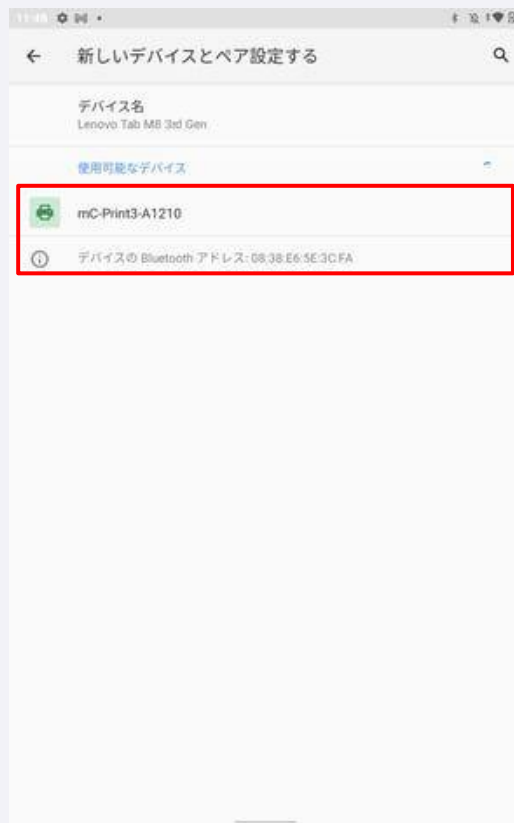 11:48
新しいデバイスとペア設定する
デバイス名
Lenovo Tab M8 3rd Gen
使用可能なデバイス
mC-Print3-A1210
デバイスの Bluetooth アドレス: 08:38:E6:5E:3C:FA